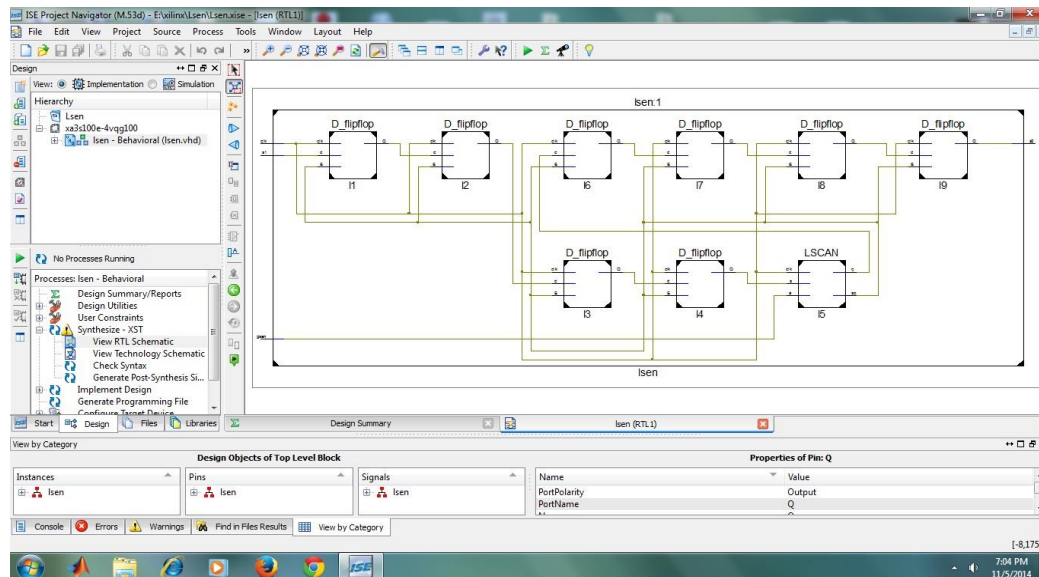 ISE Project Navigator (M.53d) - E:\xilinx\Lsen\Lsen.xise - [lsen (RTL1)]
File Edit View Project Source Process Tools Window Layout Help
Design
View: Implementation Simulation
Hierarchy
Lsen
xa3s100e-4vqg100
lsen - Behavioral (lsen.vhd)
No Processes Running
Processes: lsen - Behavioral
Design Summary/Reports
Design Utilities
User Constraints
Synthesize - XST
View RTL Schematic
View Technology Schematic
Check Syntax
Generate Post-Synthesis Si...
Implement Design
Generate Programming File
Configure Target Device
Start Design Files Libraries
lsen:1
D_flipflop D_flipflop D_flipflop D_flipflop D_flipflop D_flipflop
I1 I2 I6 I7 I8 I9
D_flipflop D_flipflop LSCAN
I3 I4 I5
lsen
Design Summary lsen (RTL1)
View by Category
Design Objects of Top Level Block Properties of Pin: Q
Instances Pins Signals Name Value
lsen lsen lsen PortPolarity Output
PortName Q
Console Errors Warnings Find in Files Results View by Category
[-8,175
ISE
7:04 PM
11/5/2014